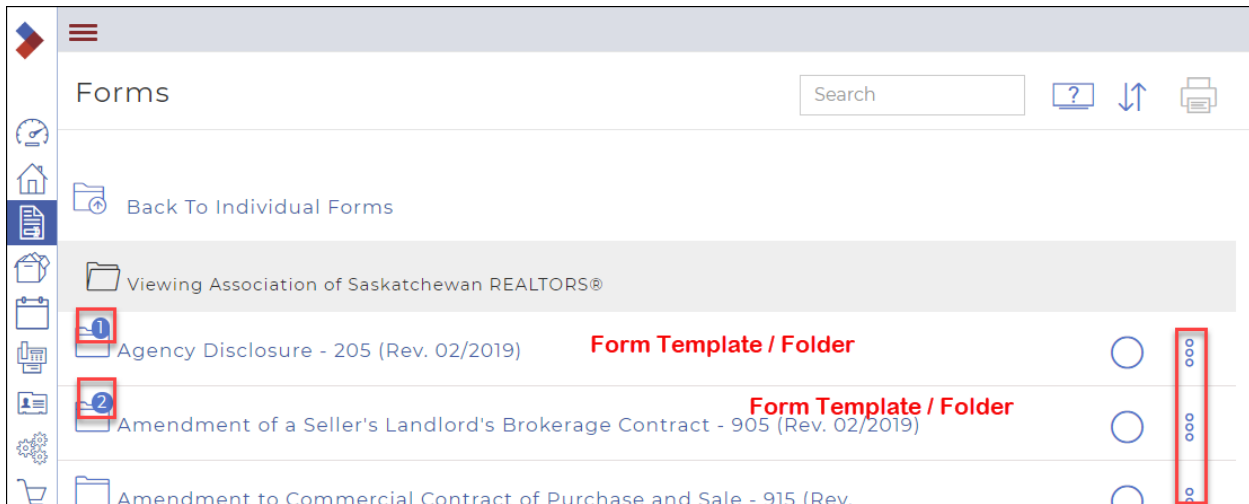 Forms
Search
?
Back To Individual Forms
Viewing Association of Saskatchewan REALTORS®
1
Agency Disclosure - 205 (Rev. 02/2019)
Form Template / Folder
2
Form Template / Folder
Amendment of a Seller's Landlord's Brokerage Contract - 905 (Rev. 02/2019)
Amendment to Commercial Contract of Purchase and Sale - 915 (Rev.